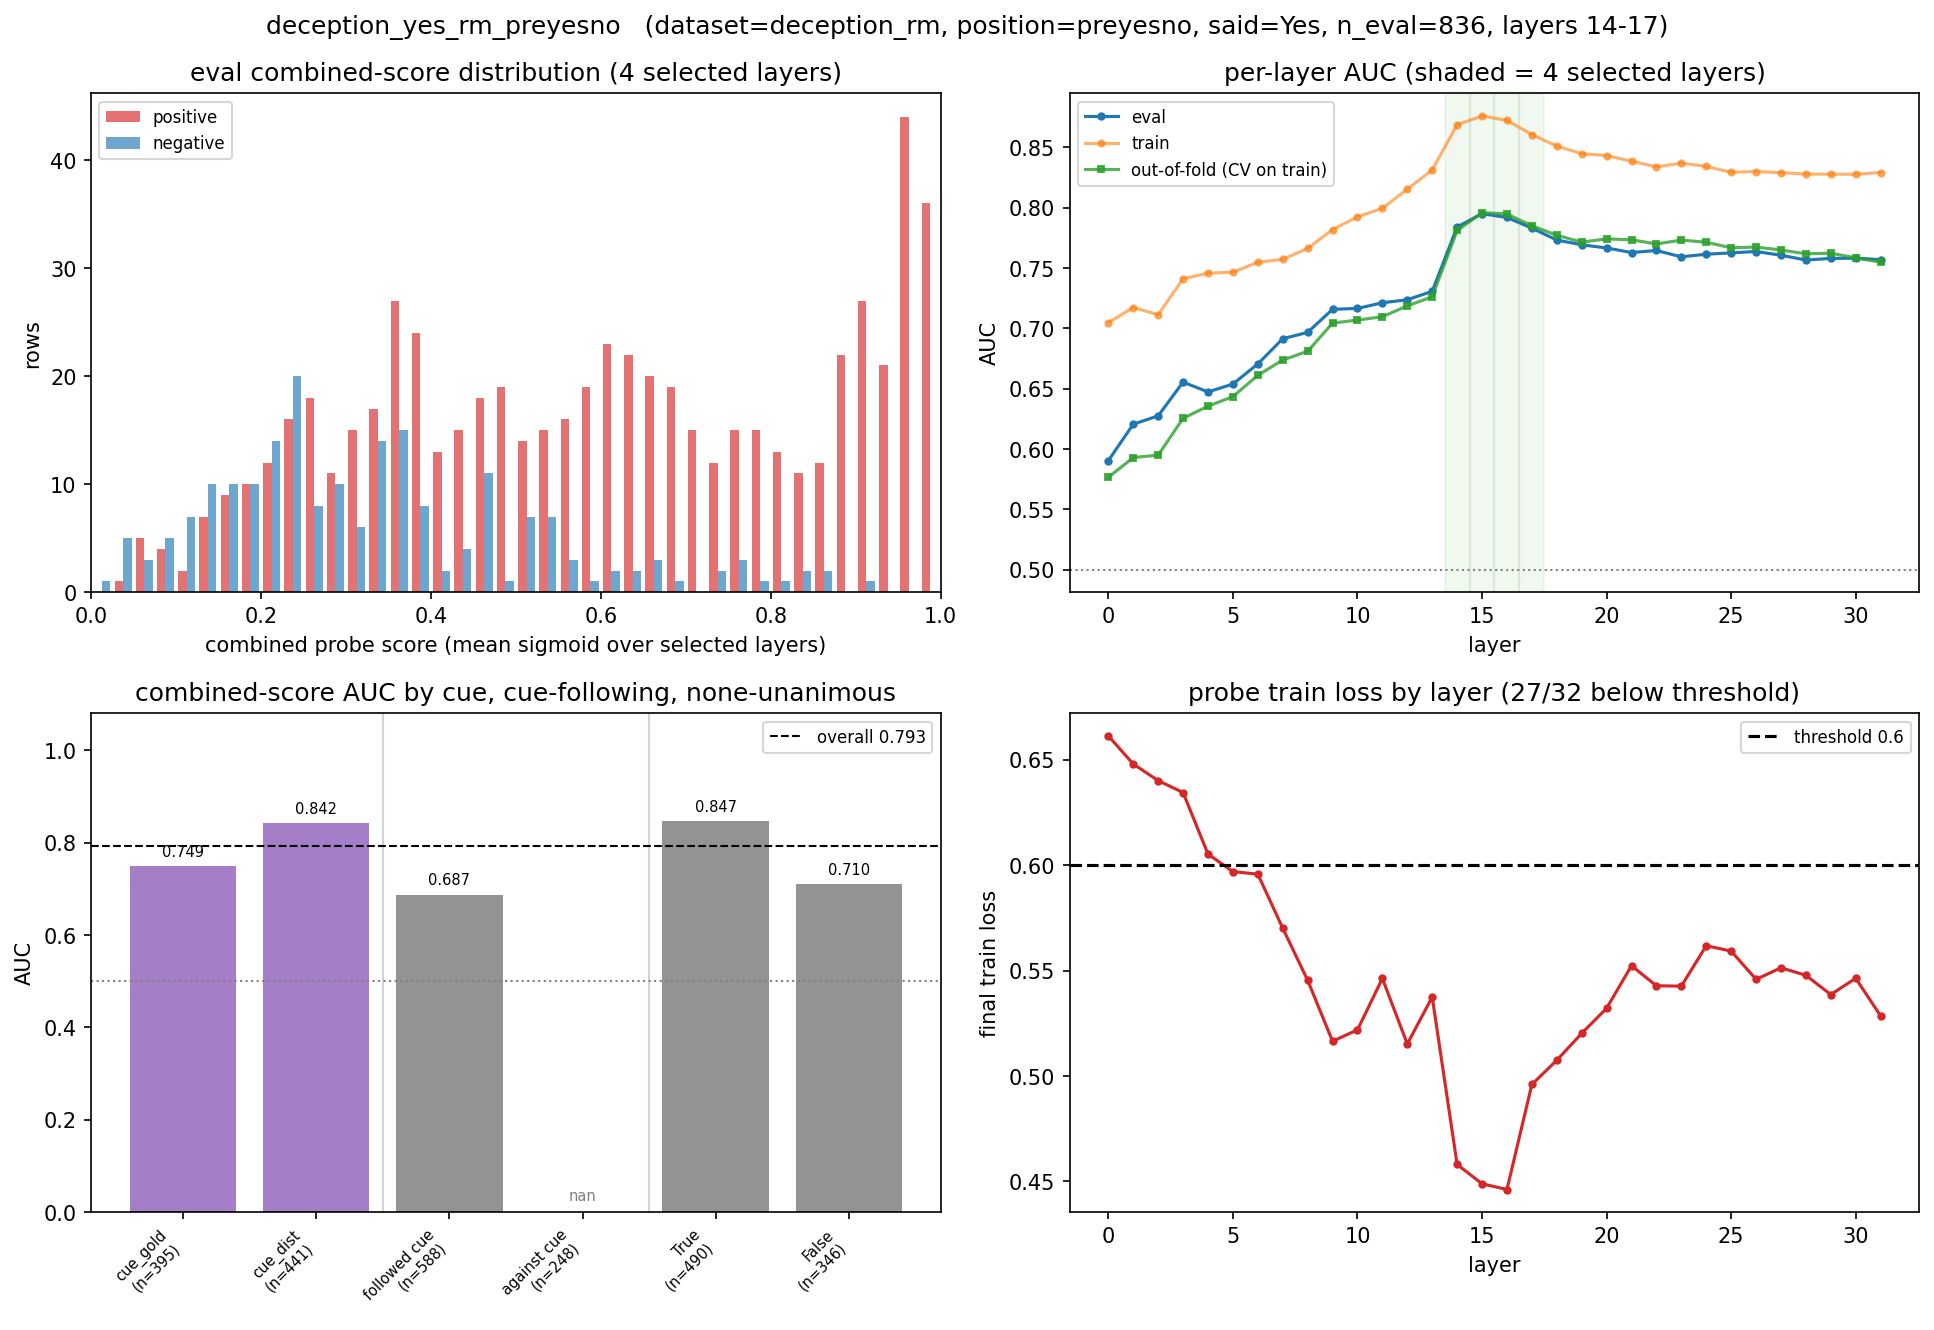 deception_yes_rm_preyesno (dataset=deception_rm, position=preyesno, said=Yes, n_eval=836, layers 14-17)
eval combined-score distribution (4 selected layers)
positive
negative
rows
40
30
20
10
0
0.0 0.2 0.4 0.6 0.8 1.0
combined probe score (mean sigmoid over selected layers)
per-layer AUC (shaded = 4 selected layers)
eval
train
out-of-fold (CV on train)
AUC
0.85
0.80
0.75
0.70
0.65
0.60
0.55
0.50
0 5 10 15 20 25 30
layer
combined-score AUC by cue, cue-following, none-unanimous
overall 0.793
AUC
1.0
0.8
0.6
0.4
0.2
0.0
0.749
0.842
0.687
nan
0.847
0.710
cue_gold
(n=395)
cue_dist
(n=441)
followed cue
(n=588)
against cue
(n=248)
True
(n=490)
False
(n=346)
probe train loss by layer (27/32 below threshold)
threshold 0.6
final train loss
0.65
0.60
0.55
0.50
0.45
0 5 10 15 20 25 30
layer